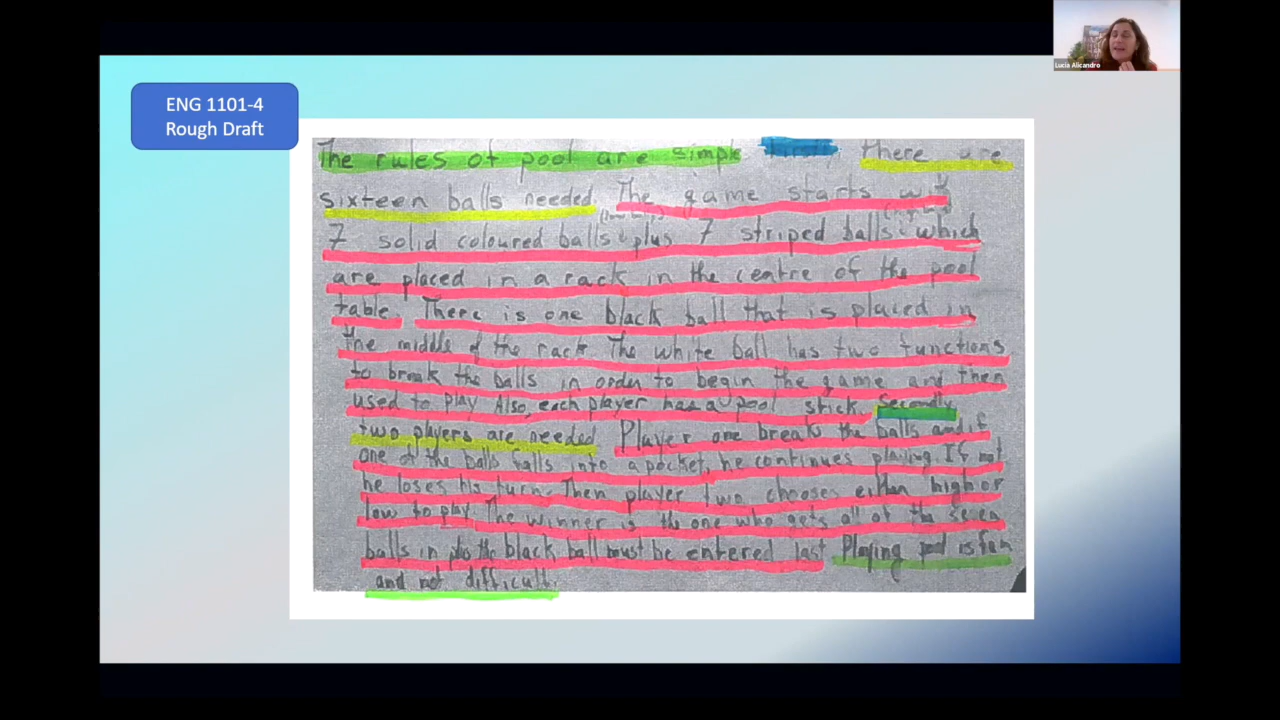 Lucia Alicandro
ENG 1101-4
Rough Draft
The rules of pool are simple firstly, there are
sixteen balls needed. The game starts with
7 solid coloured balls (low balls) plus 7 striped balls which
are placed in a rack in the centre of the pool
table. There is one black ball that is placed in
the middle of the rack. The white ball has two functions
to break the balls in order to begin the game and then
used to play. Also, each player has a pool stick. Secondly
two players are needed. Player one break the balls and if
one of the balls falls into a pocket, he continues playing. If not
he loses his turn. Then player two chooses either high or
low to play. The winner is the one who gets all of the seven
balls in plus the black ball must be entered last. Playing pool is fun
and not difficult.